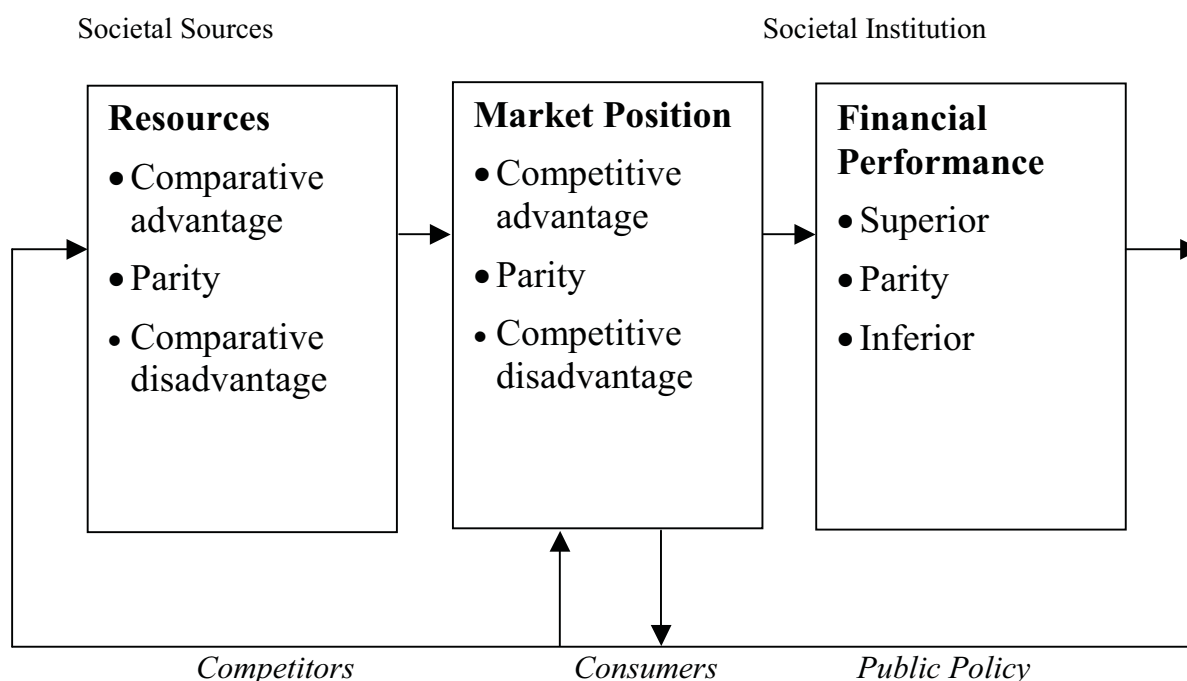 Societal Sources
Societal Institution
Resources
• Comparative
advantage
• Parity
• Comparative
disadvantage
Market Position
• Competitive
advantage
• Parity
• Competitive
disadvantage
Financial
Performance
• Superior
• Parity
• Inferior
Competitors
Consumers
Public Policy